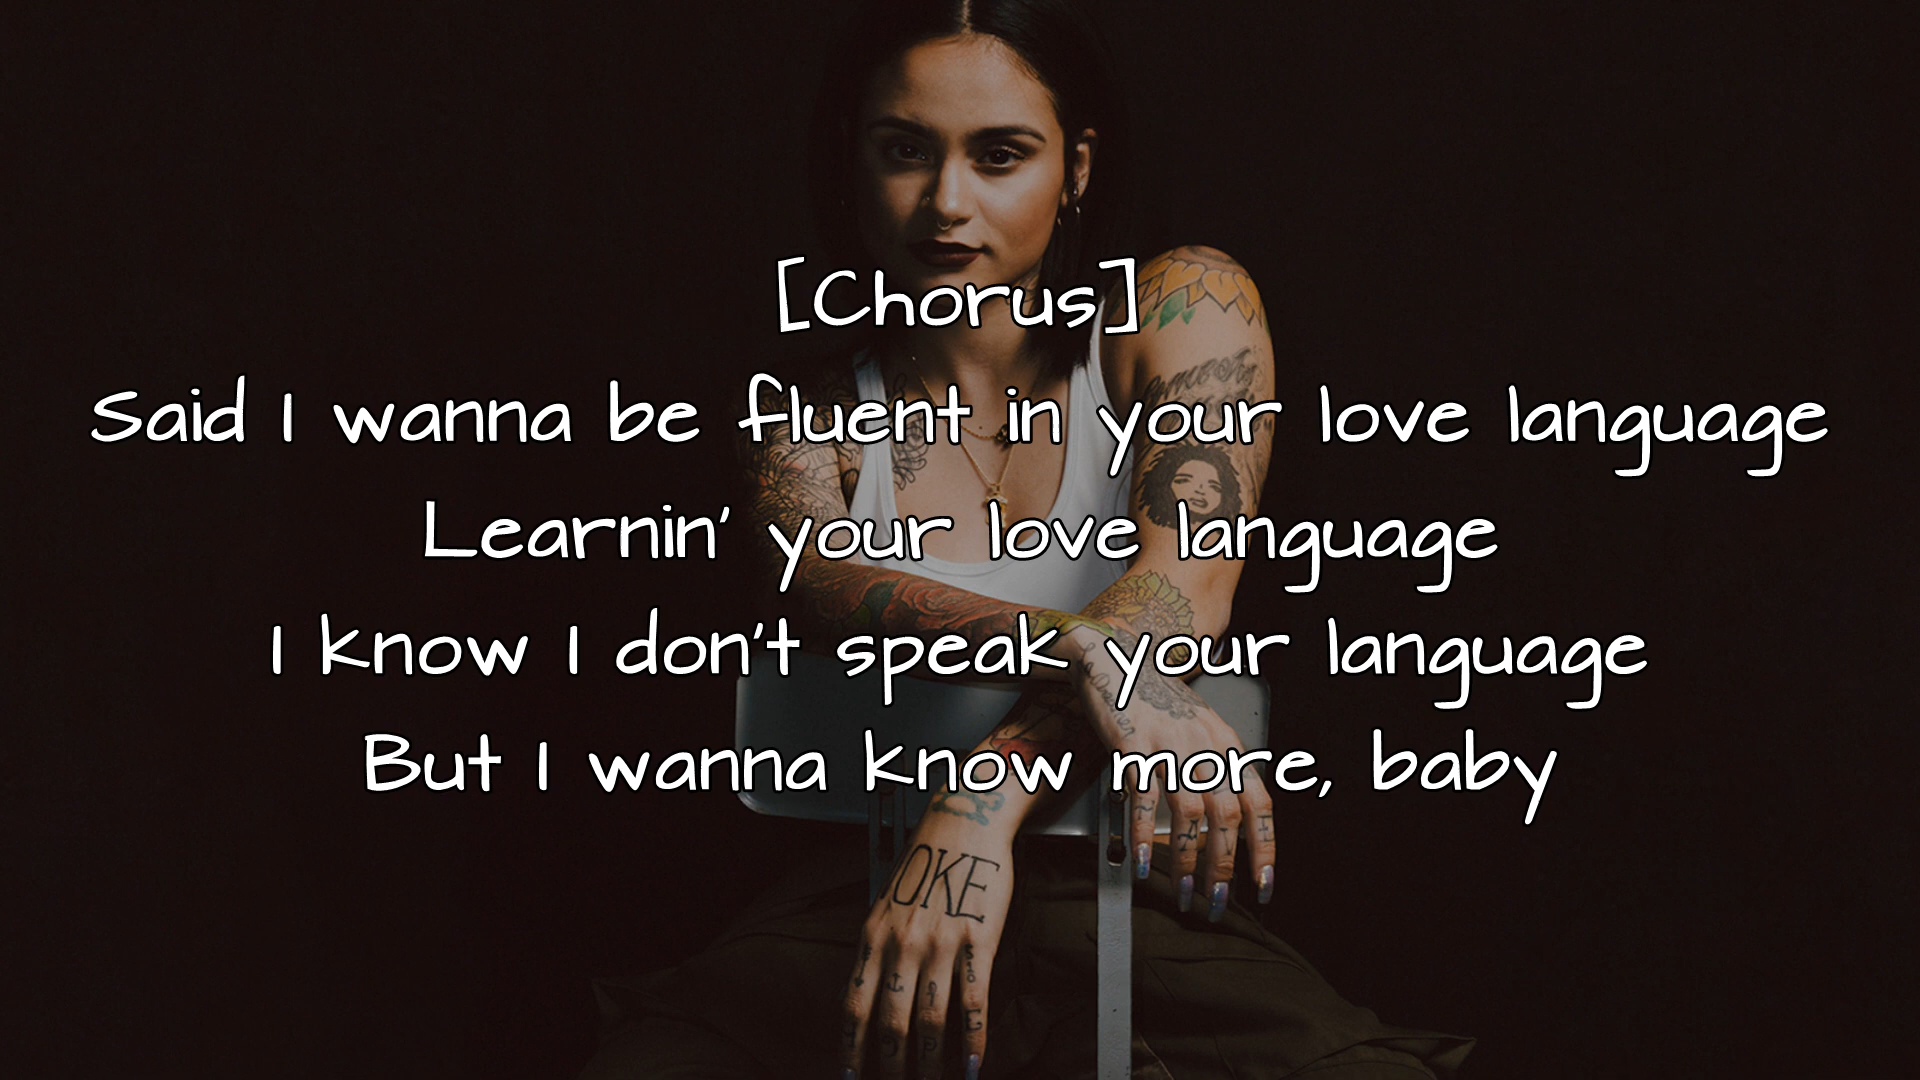 [Chorus]
Said I wanna be fluent in your love language
Learnin' your love language
I know I don't speak your language
But I wanna know more, baby
OKE